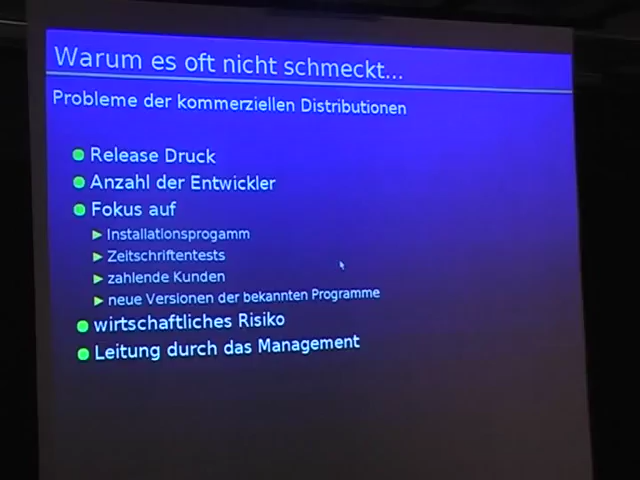 Warum es oft nicht schmeckt...
Probleme der kommerziellen Distributionen
Release Druck
Anzahl der Entwickler
Fokus auf
Installationsprogamm
Zeitschriftentests
zahlende Kunden
neue Versionen der bekannten Programme
wirtschaftliches Risiko
Leitung durch das Management